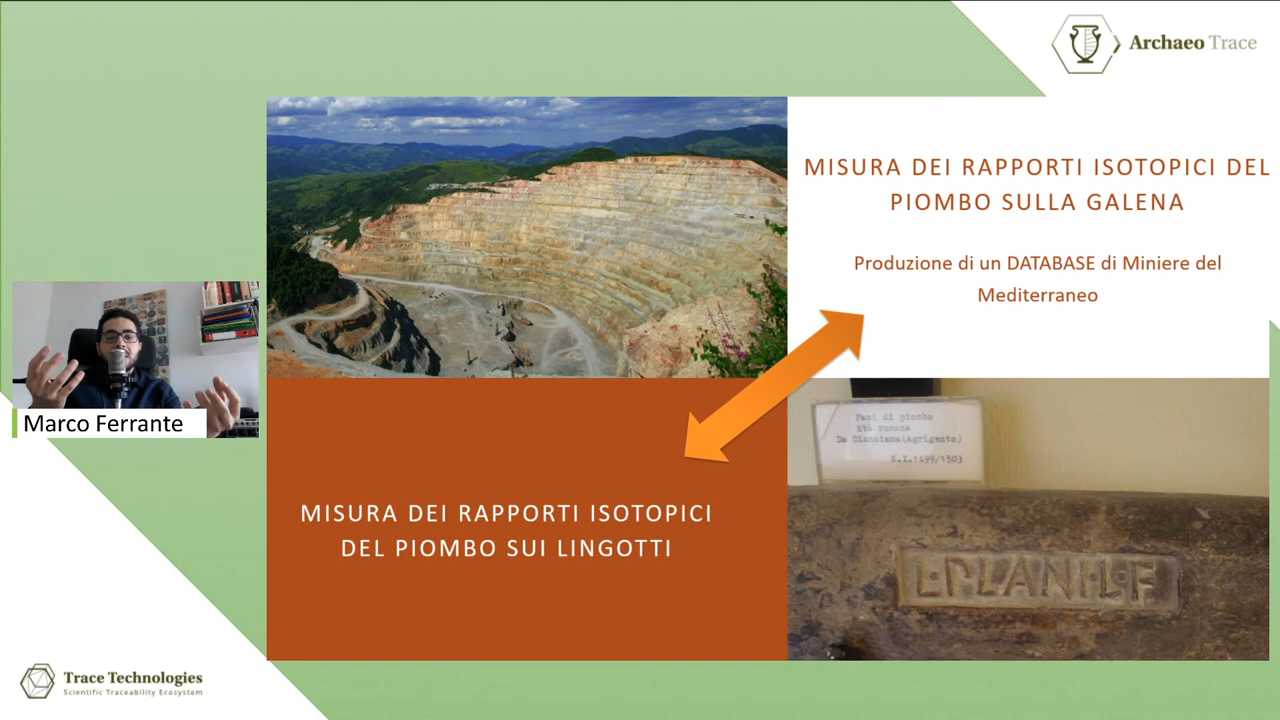 Archaeo Trace
MISURA DEI RAPPORTI ISOTOPICI DEL
PIOMBO SULLA GALENA
Produzione di un DATABASE di Miniere del
Mediterraneo
Marco Ferrante
Pani di piombo
Età romana
Da Cianciana(Agrigento)
N.I.1499/1503
MISURA DEI RAPPORTI ISOTOPICI
DEL PIOMBO SUI LINGOTTI
L·PLANI·L·F
Trace Technologies
Scientific Traceability Ecosystem